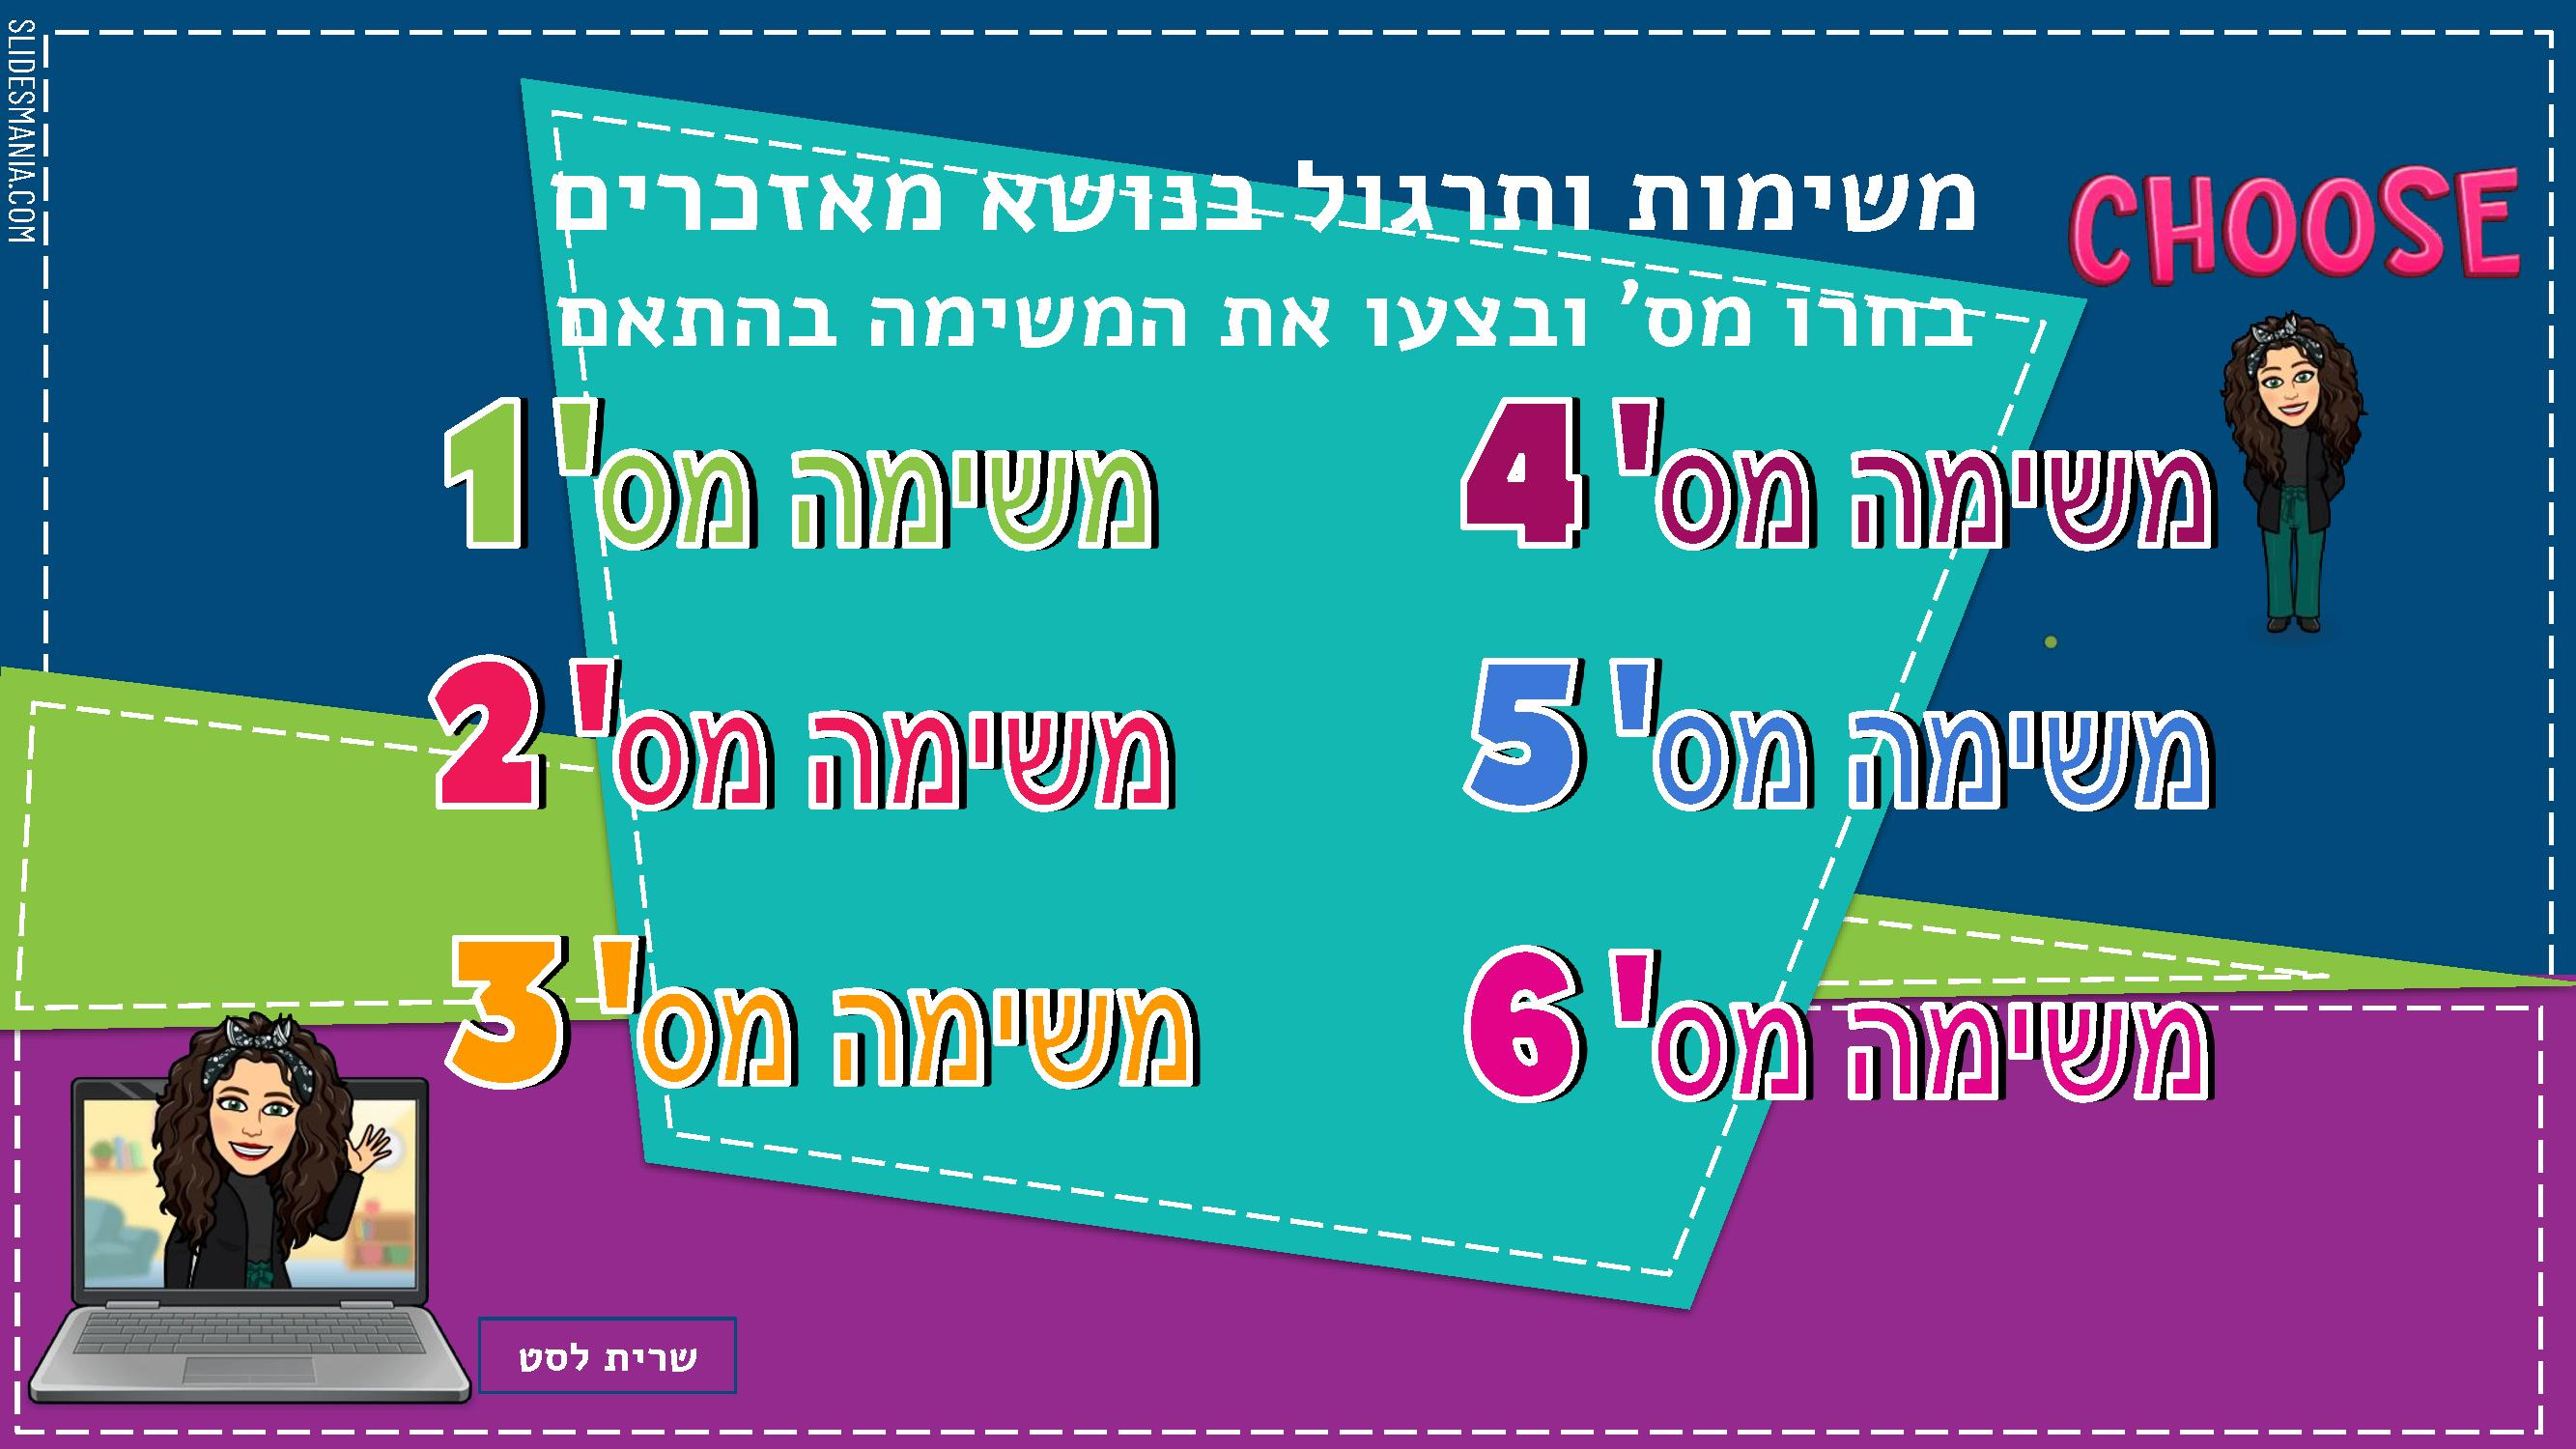 SLIDESMANIA.COM
CHOOSE
משימות ותרגול בנושא מאזכרים
בחרו מס' ובצעו את המשימה בהתאם
משימה מס' 4
משימה מס' 1
משימה מס' 5
משימה מס' 2
משימה מס' 6
משימה מס' 3
שרית לסט